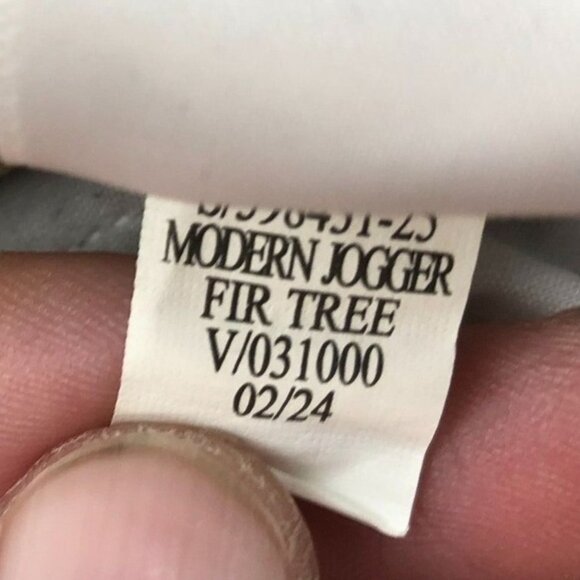 MODERN JOGGER
FIR TREE
V/031000
02/24